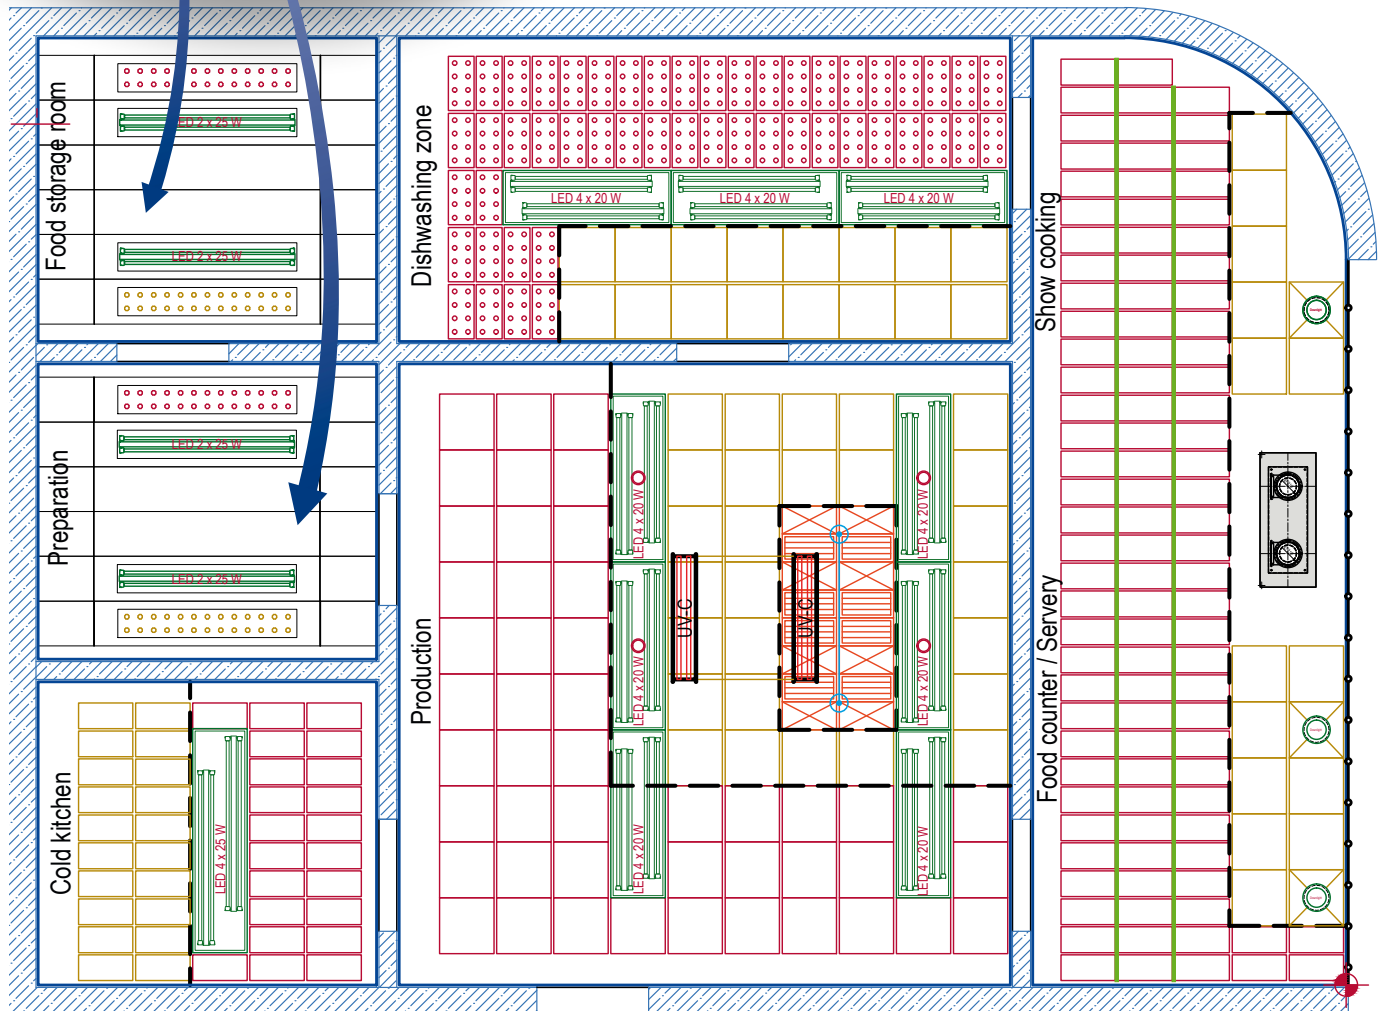 Food storage room
LED 2 x 25 W
LED 2 x 25 W
Dishwashing zone
LED 4 x 20 W
LED 4 x 20 W
LED 4 x 20 W
Show cooking
Preparation
LED 2 x 25 W
LED 2 x 25 W
Production
LED 4 x 20 W
LED 4 x 20 W
LED 4 x 20 W
UV-C
UV-C
LED 4 x 20 W
LED 4 x 20 W
LED 4 x 20 W
Food counter / Servery
Cold kitchen
LED 4 x 25 W